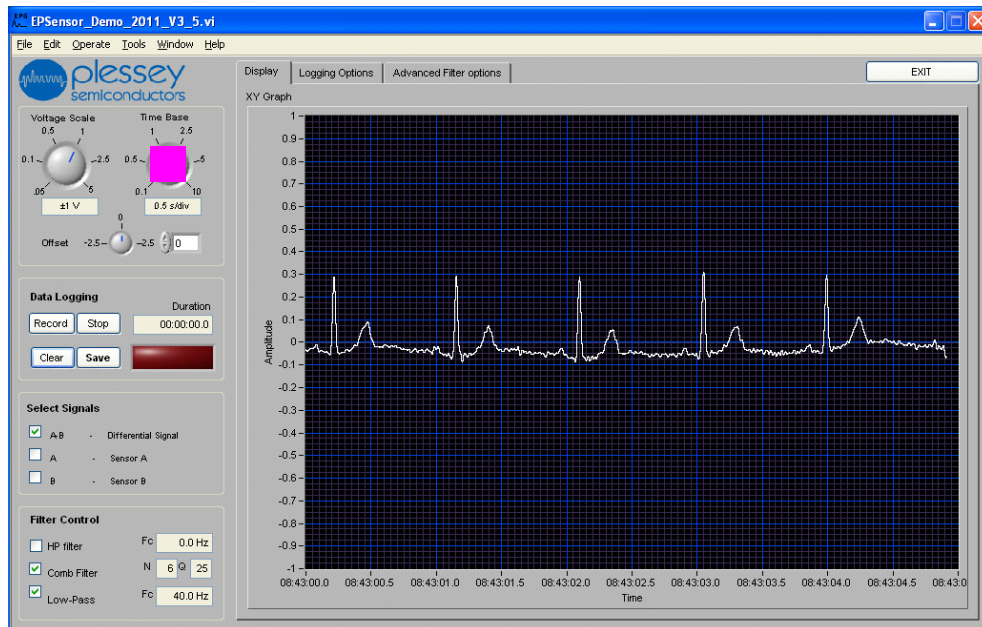 EPSensor_Demo_2011_V3_5.vi
File Edit Operate Tools Window Help
plessey
semiconductors
Display Logging Options Advanced Filter options EXIT
XY Graph
Voltage Scale Time Base
0.5 1 1 2.5
0.1 2.5 0.5 5
.05 5 0.1 10
±1 V 0.5 s/div
0
Offset -2.5 2.5 0
Data Logging
Duration
Record Stop 00:00:00.0
Clear Save
Select Signals
A-B - Differential Signal
A - Sensor A
B - Sensor B
Filter Control
HP filter Fc 0.0 Hz
Comb Filter N 6 Q 25
Low-Pass Fc 40.0 Hz
Amplitude
1
0.9
0.8
0.7
0.6
0.5
0.4
0.3
0.2
0.1
0
-0.1
-0.2
-0.3
-0.4
-0.5
-0.6
-0.7
-0.8
-0.9
-1
08:43:00.0 08:43:00.5 08:43:01.0 08:43:01.5 08:43:02.0 08:43:02.5 08:43:03.0 08:43:03.5 08:43:04.0 08:43:04.5 08:43:0
Time